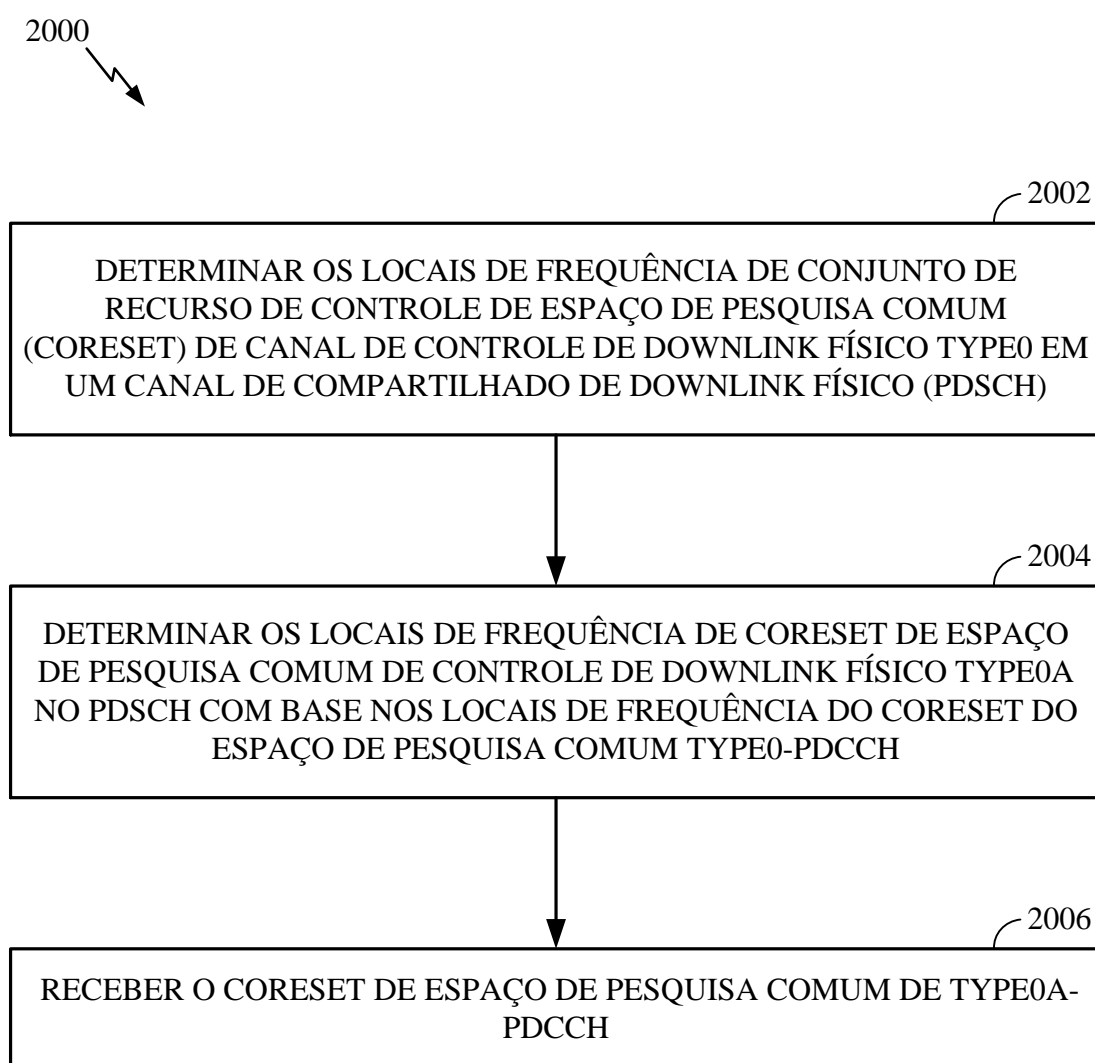 2000
2002
DETERMINAR OS LOCAIS DE FREQUÊNCIA DE CONJUNTO DE
RECURSO DE CONTROLE DE ESPAÇO DE PESQUISA COMUM
(CORESET) DE CANAL DE CONTROLE DE DOWNLINK FÍSICO TYPE0 EM
UM CANAL DE COMPARTILHADO DE DOWNLINK FÍSICO (PDSCH)
2004
DETERMINAR OS LOCAIS DE FREQUÊNCIA DE CORESET DE ESPAÇO
DE PESQUISA COMUM DE CONTROLE DE DOWNLINK FÍSICO TYPE0A
NO PDSCH COM BASE NOS LOCAIS DE FREQUÊNCIA DO CORESET DO
ESPAÇO DE PESQUISA COMUM TYPE0-PDCCH
2006
RECEBER O CORESET DE ESPAÇO DE PESQUISA COMUM DE TYPE0A-
PDCCH